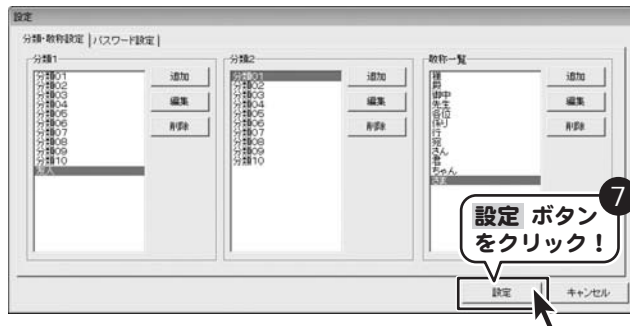 設定
分類・敬称設定 パスワード設定
分類1
分類01
分類02
分類03
分類04
分類05
分類06
分類07
分類08
分類09
分類10
友人
追加
編集
削除
分類2
分類01
分類02
分類03
分類04
分類05
分類06
分類07
分類08
分類09
分類10
追加
編集
削除
敬称一覧
様
殿
御中
先生
各位
係り
行
宛
さん
君
ちゃん
さま
追加
編集
削除
7
設定 ボタン
をクリック！
設定
キャンセル